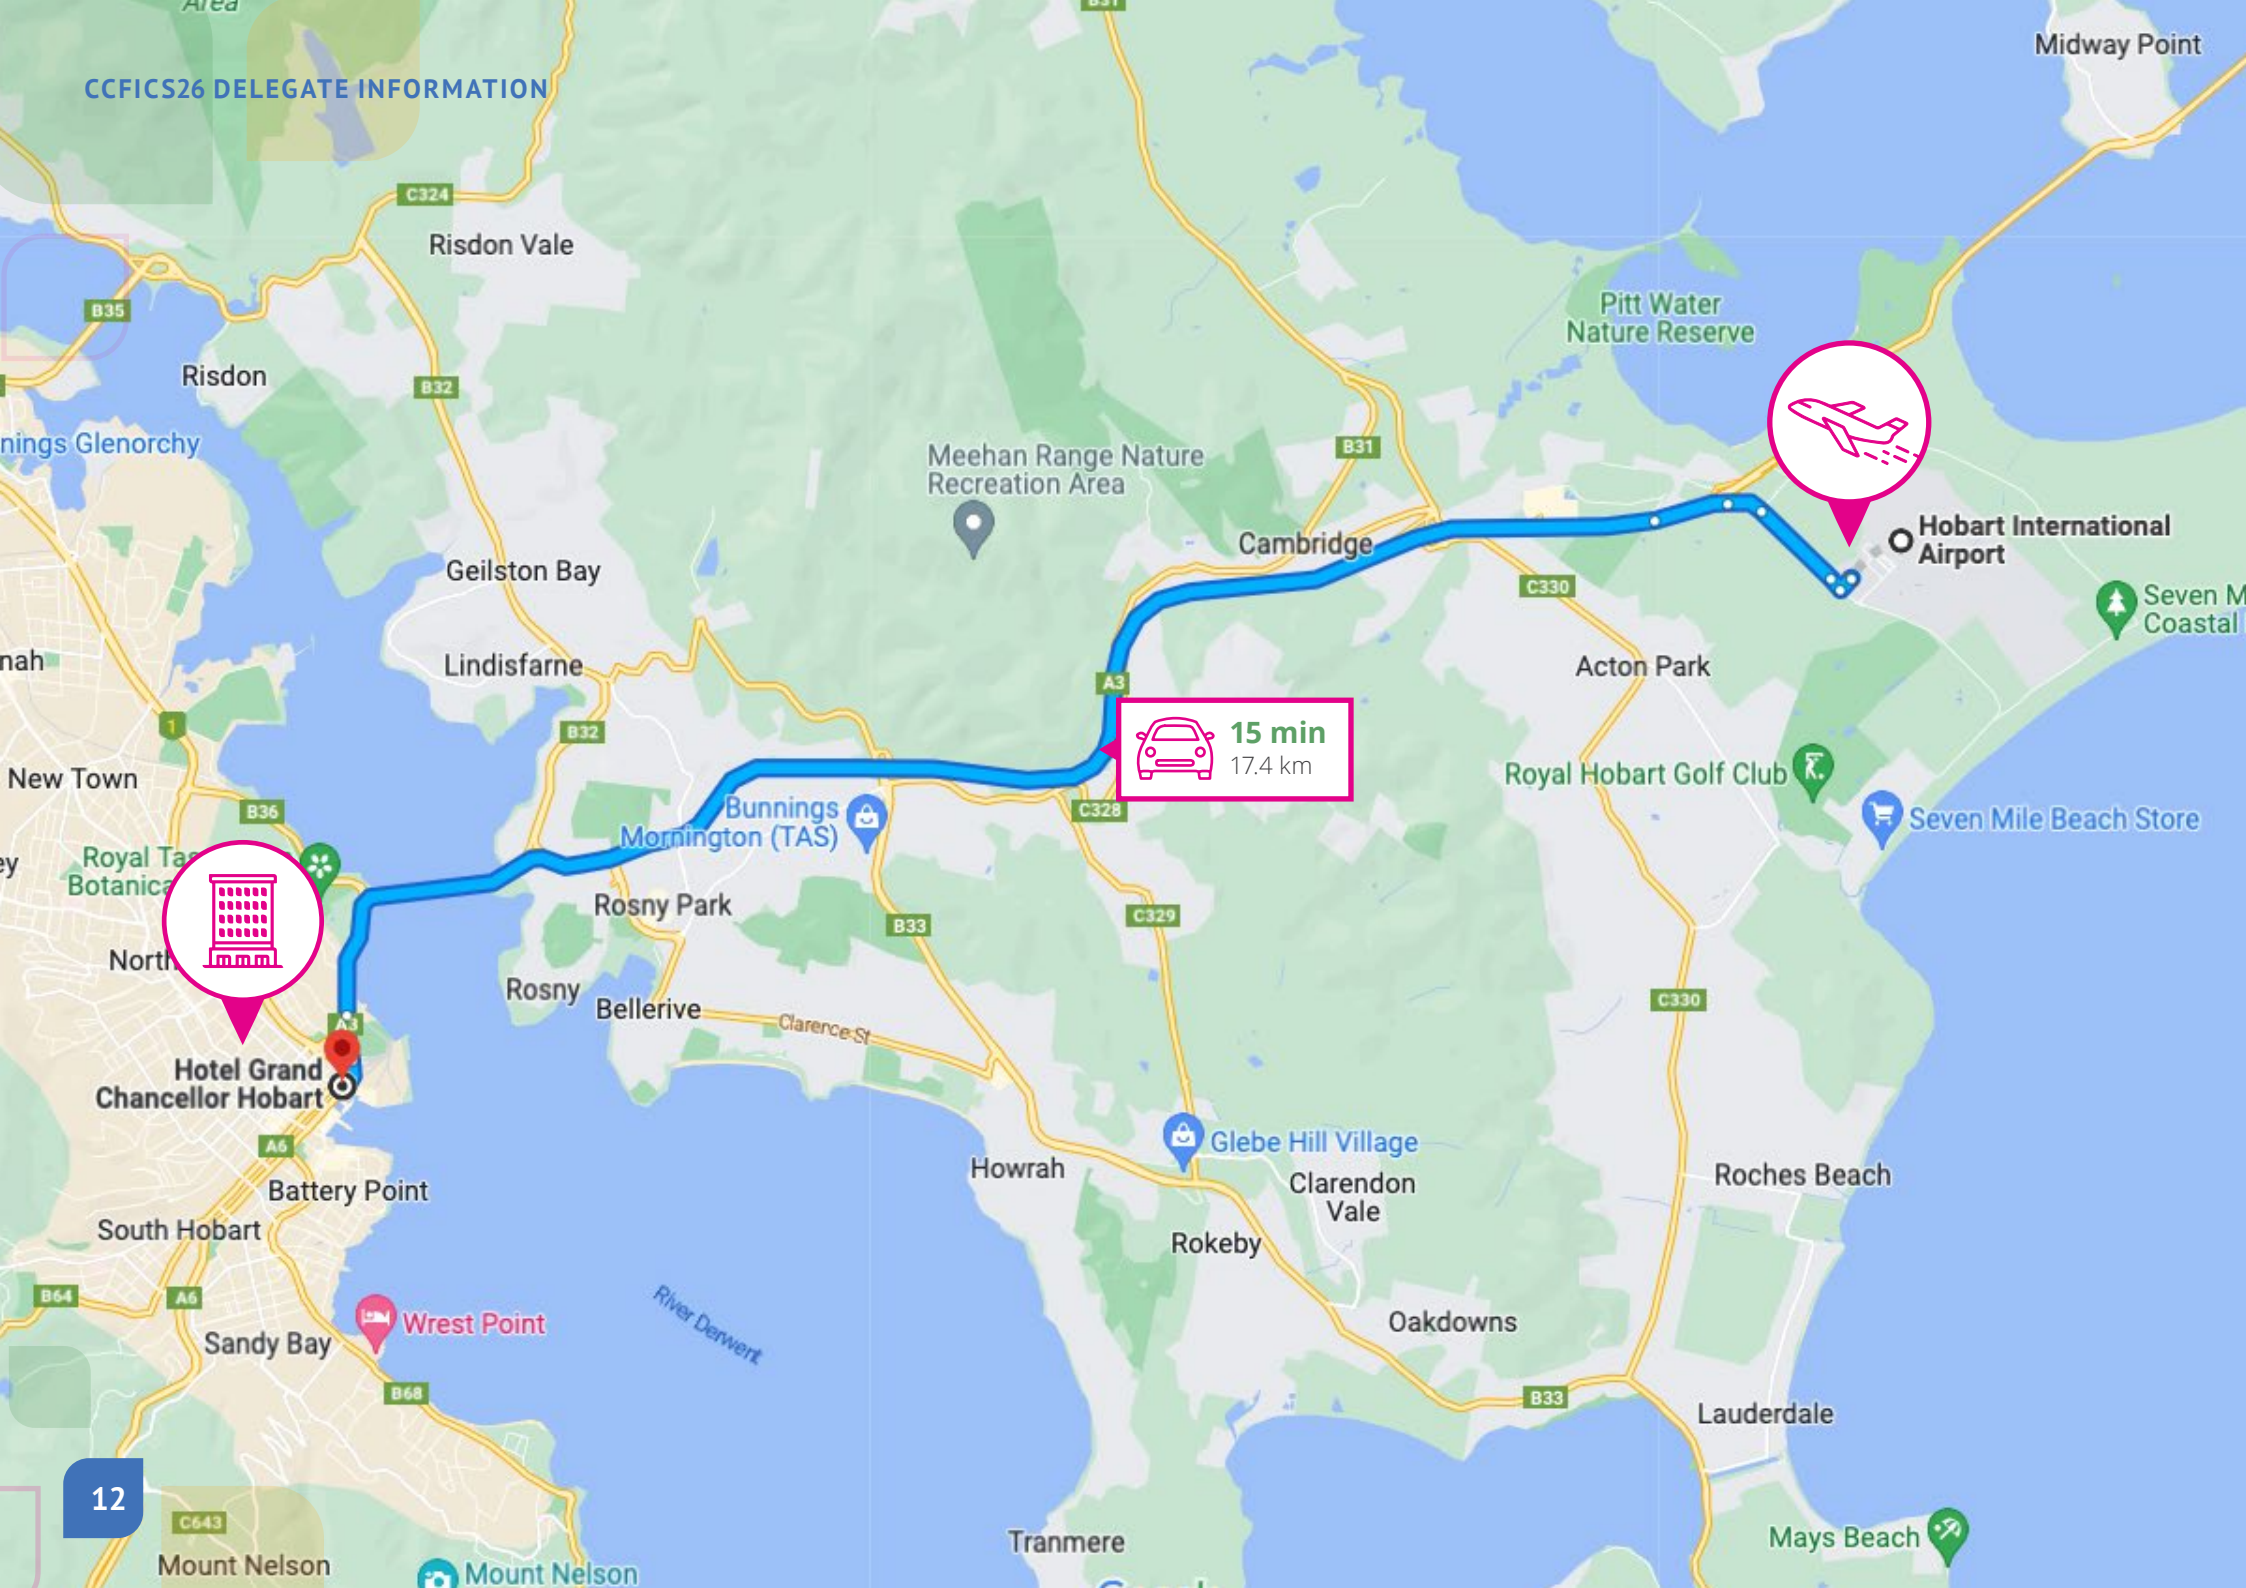 Area
B31
Midway Point
CCFICS26 DELEGATE INFORMATION
C324
Risdon Vale
B35
Pitt Water
Nature Reserve
Risdon
B32
nings Glenorchy
B31
Meehan Range Nature
Recreation Area
Hobart International
Airport
Cambridge
Geilston Bay
C330
Seven M
Coastal
nah
Lindisfarne
Acton Park
A3
1
B32
15 min
17.4 km
New Town
Royal Hobart Golf Club
B36
Bunnings
Mornington (TAS)
C328
Seven Mile Beach Store
ey
Royal Tas
Botanica
Rosny Park
B33
C329
North
Rosny
Bellerive
C330
A3
Clarence St
Hotel Grand
Chancellor Hobart
A6
Glebe Hill Village
Howrah
Clarendon
Vale
Roches Beach
Battery Point
South Hobart
Rokeby
B64
A6
Wrest Point
River Derwent
Oakdowns
Sandy Bay
B68
B33
Lauderdale
12
C643
Tranmere
Mays Beach
Mount Nelson
Mount Nelson